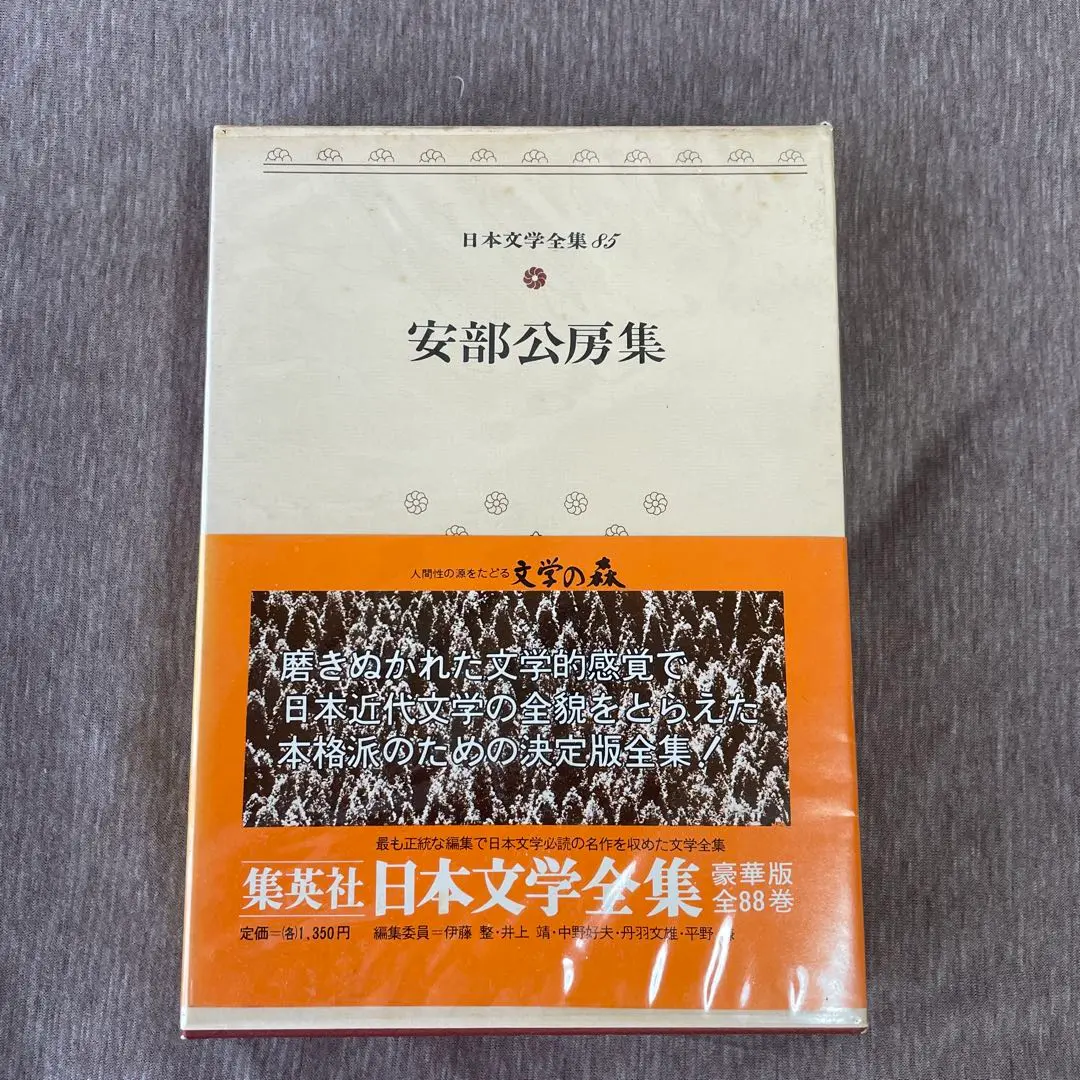 日本文学全集85
安部公房集
人間性の源をたどる 文学の森
磨きぬかれた文学的感覚で
日本近代文学の全貌をとらえた
本格派のための決定版全集!
最も正統な編集で日本文学必読の名作を収めた文学全集
集英社 日本文学全集 豪華版
全88巻
定価=(各)1,350円 編集委員=伊藤 整・井上 靖・中野好夫・丹羽文雄・平野